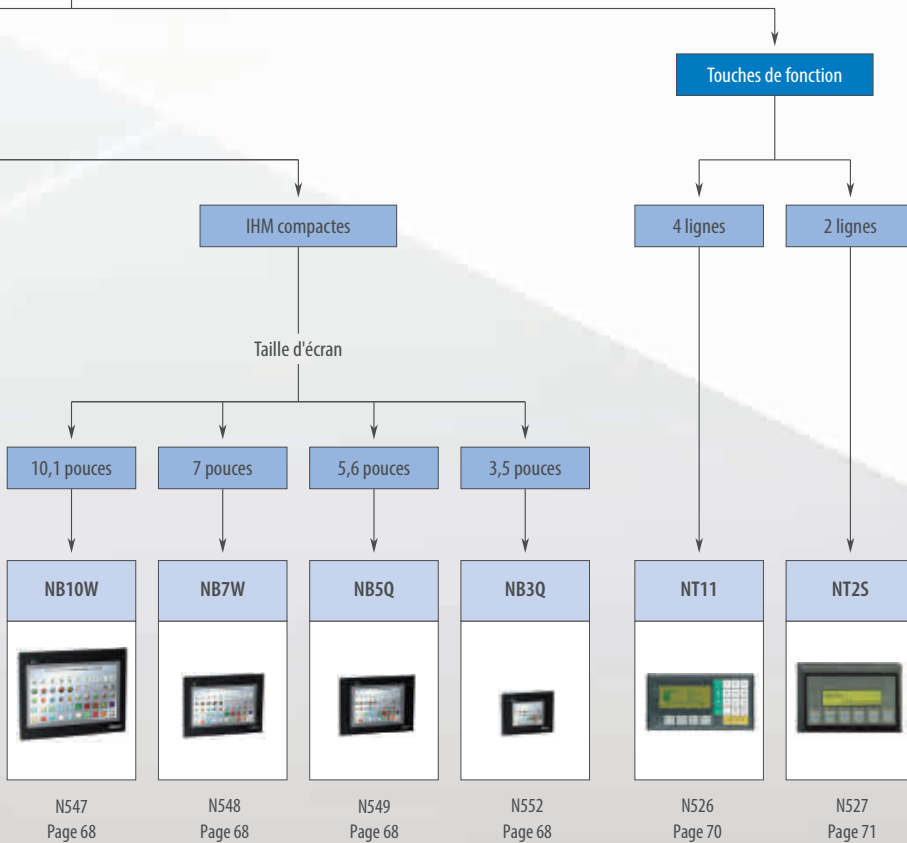 Touches de fonction
IHM compactes
4 lignes
2 lignes
Taille d'écran
10,1 pouces
7 pouces
5,6 pouces
3,5 pouces
NB10W
NB7W
NB5Q
NB3Q
NT11
NT2S
N547
Page 68
N548
Page 68
N549
Page 68
N552
Page 68
N526
Page 70
N527
Page 71